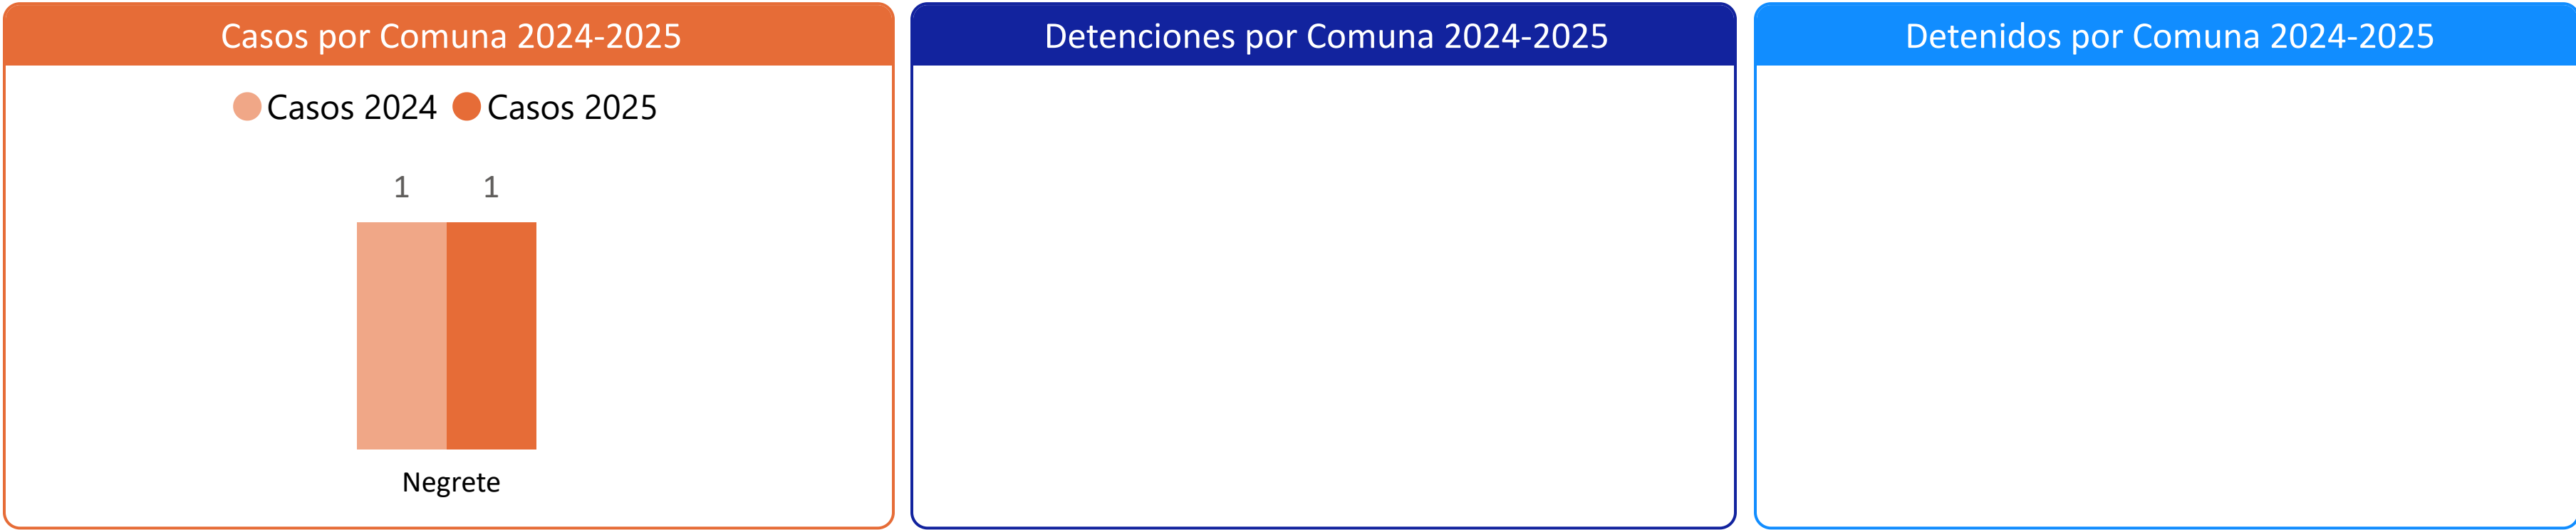 Casos por Comuna 2024-2025
Casos 2024 Casos 2025
1 1
Negrete
Detenciones por Comuna 2024-2025
Detenidos por Comuna 2024-2025